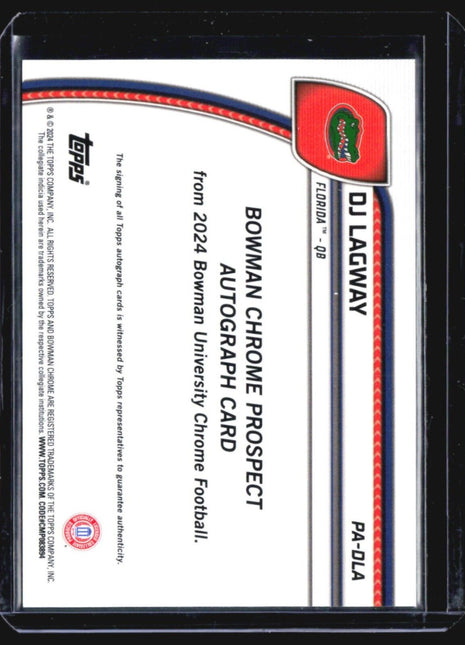 DJ LAGWAY
PA-DLA
FLORIDA™ - QB
BOWMAN CHROME PROSPECT
AUTOGRAPH CARD
from 2024 Bowman University Chrome Football.
The signing of all Topps autograph cards is witnessed by Topps representatives to guarantee authenticity.
topps®
® & © 2024 THE TOPPS COMPANY, INC. ALL RIGHTS RESERVED. TOPPS AND BOWMAN CHROME ARE REGISTERED TRADEMARKS OF THE TOPPS COMPANY, INC.
The collegiate indicia used herein are trademarks owned by the respective collegiate institutions. WWW.TOPPS.COM. CODE#CMP083894